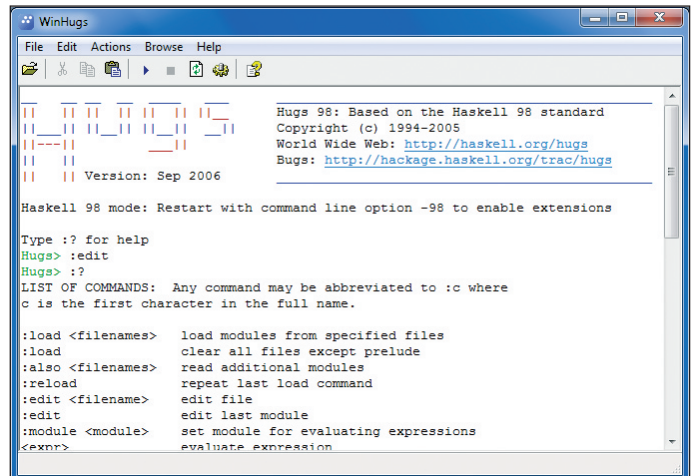 WinHugs
File Edit Actions Browse Help
Hugs 98: Based on the Haskell 98 standard
Copyright (c) 1994-2005
World Wide Web: http://haskell.org/hugs
Bugs: http://hackage.haskell.org/trac/hugs
Version: Sep 2006
Haskell 98 mode: Restart with command line option -98 to enable extensions
Type :? for help
Hugs> :edit
Hugs> :?
LIST OF COMMANDS: Any command may be abbreviated to :c where
c is the first character in the full name.
:load <filenames> load modules from specified files
:load clear all files except prelude
:also <filenames> read additional modules
:reload repeat last load command
:edit <filename> edit file
:edit edit last module
:module <module> set module for evaluating expressions
<expr> evaluate expression